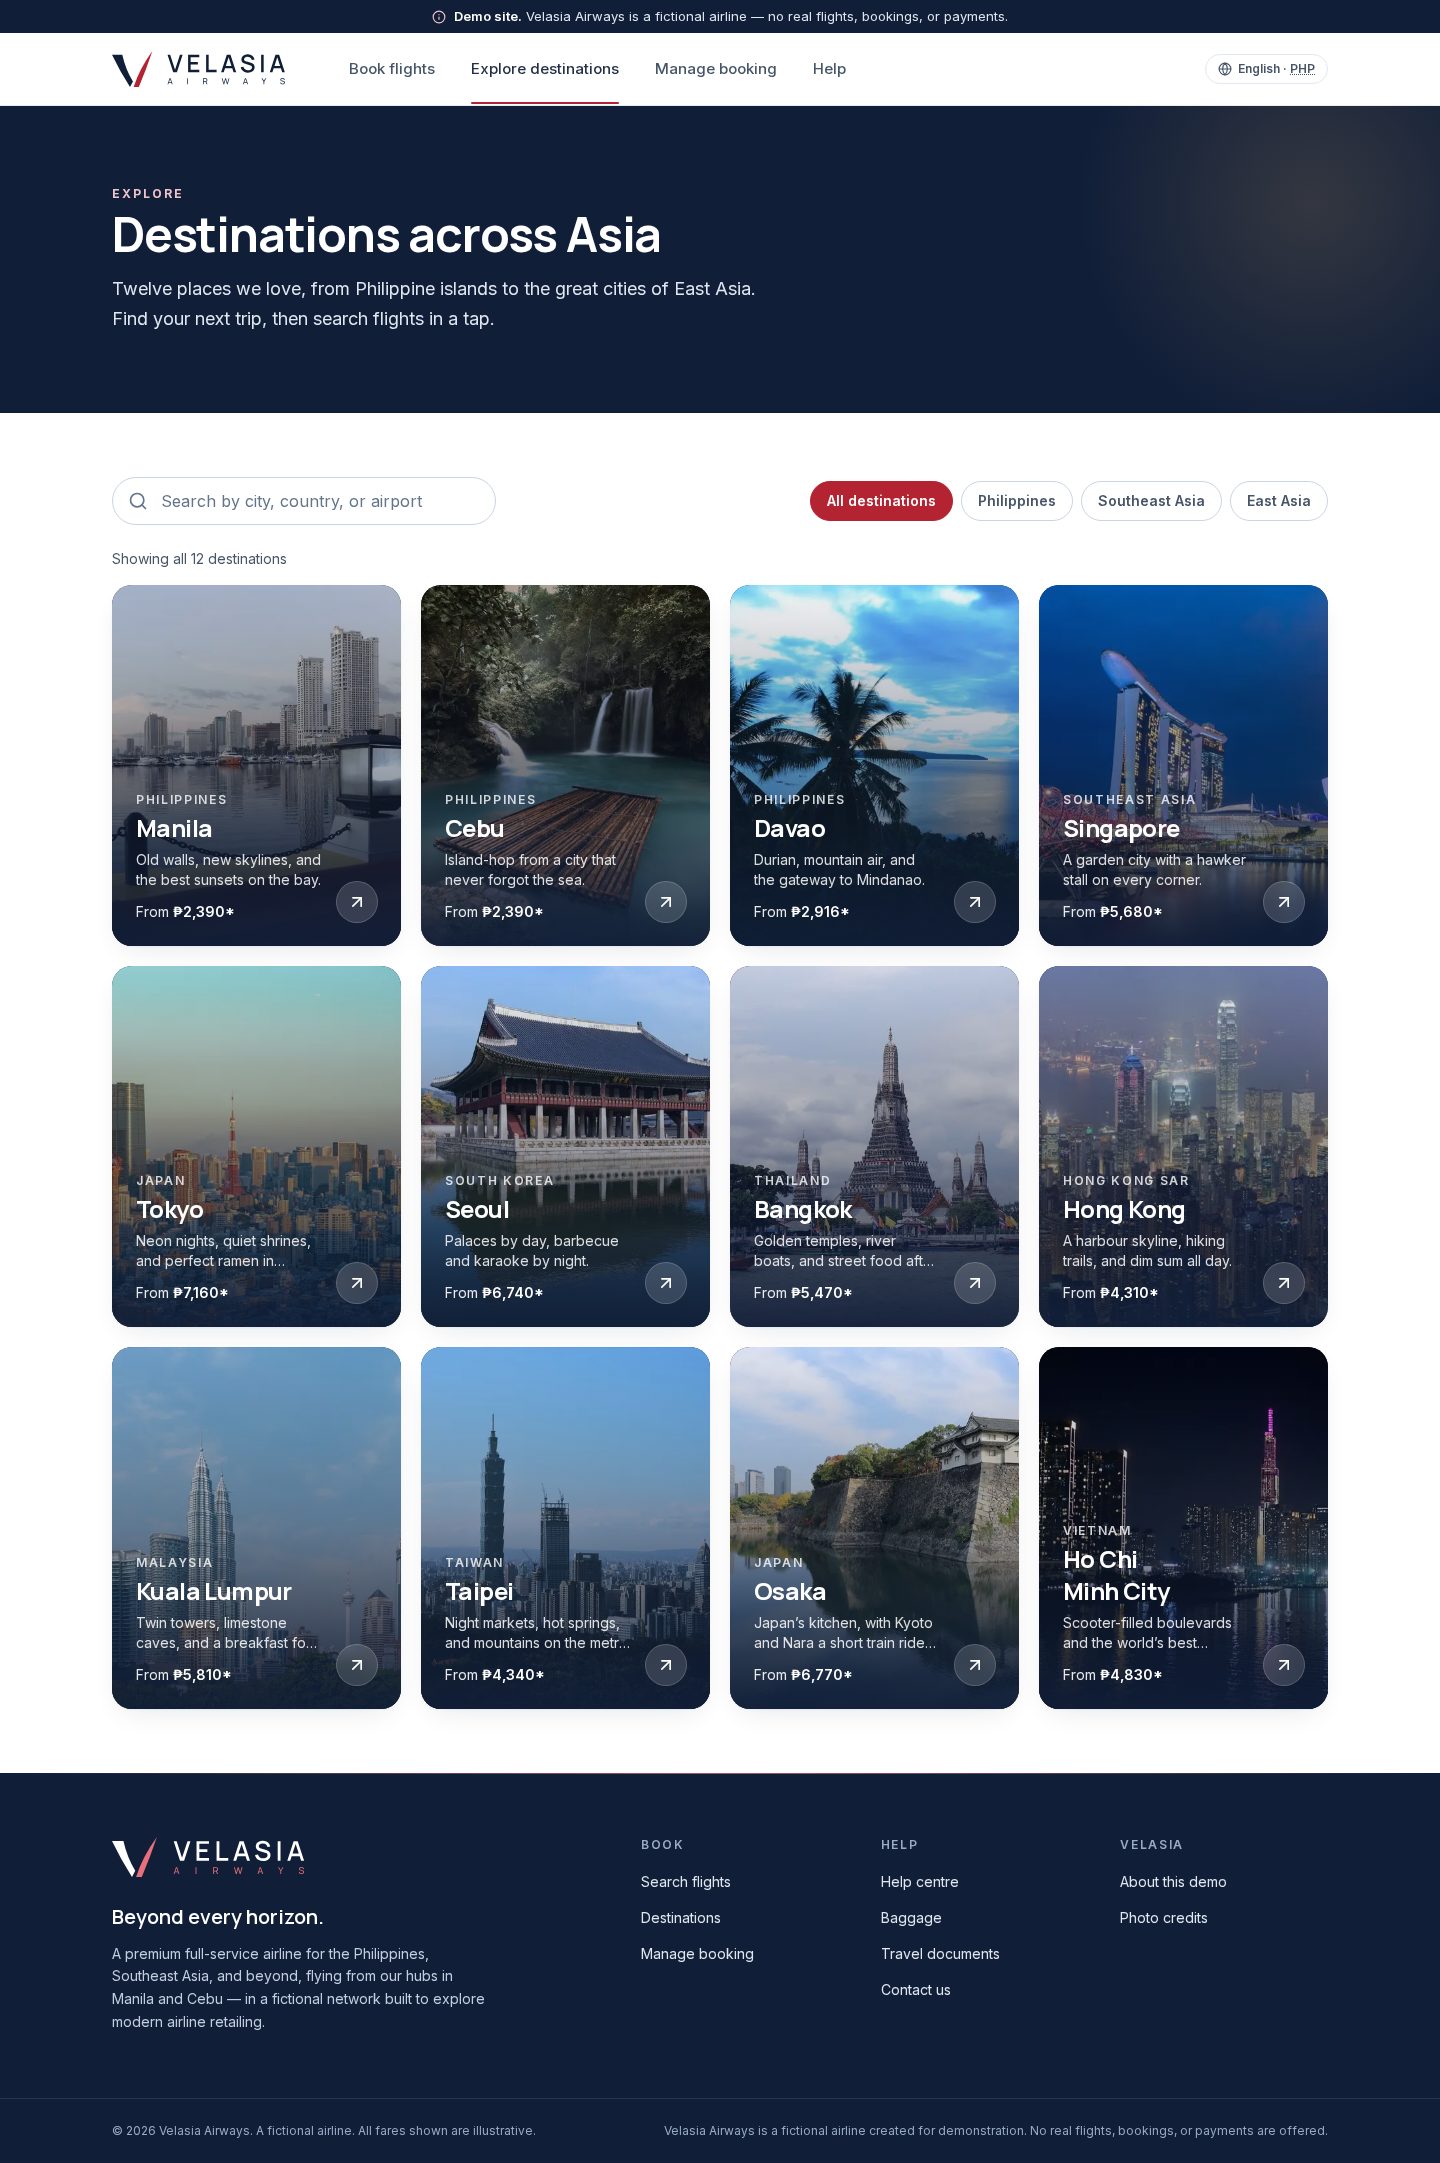 Demo site. Velasia Airways is a fictional airline — no real flights, bookings, or payments.
VELASIA
AIRWAYS
Book flights
Explore destinations
Manage booking
Help
English · PHP
EXPLORE
Destinations across Asia
Twelve places we love, from Philippine islands to the great cities of East Asia.
Find your next trip, then search flights in a tap.
Search by city, country, or airport
All destinations
Philippines
Southeast Asia
East Asia
Showing all 12 destinations
PHILIPPINES
Manila
Old walls, new skylines, and
the best sunsets on the bay.
From ₱2,390*
PHILIPPINES
Cebu
Island-hop from a city that
never forgot the sea.
From ₱2,390*
PHILIPPINES
Davao
Durian, mountain air, and
the gateway to Mindanao.
From ₱2,916*
SOUTHEAST ASIA
Singapore
A garden city with a hawker
stall on every corner.
From ₱5,680*
JAPAN
Tokyo
Neon nights, quiet shrines,
and perfect ramen in…
From ₱7,160*
SOUTH KOREA
Seoul
Palaces by day, barbecue
and karaoke by night.
From ₱6,740*
THAILAND
Bangkok
Golden temples, river
boats, and street food aft…
From ₱5,470*
HONG KONG SAR
Hong Kong
A harbour skyline, hiking
trails, and dim sum all day.
From ₱4,310*
MALAYSIA
Kuala Lumpur
Twin towers, limestone
caves, and a breakfast fo…
From ₱5,810*
TAIWAN
Taipei
Night markets, hot springs,
and mountains on the metr…
From ₱4,340*
JAPAN
Osaka
Japan’s kitchen, with Kyoto
and Nara a short train ride…
From ₱6,770*
VIETNAM
Ho Chi
Minh City
Scooter-filled boulevards
and the world’s best…
From ₱4,830*
VELASIA
AIRWAYS
Beyond every horizon.
A premium full-service airline for the Philippines,
Southeast Asia, and beyond, flying from our hubs in
Manila and Cebu — in a fictional network built to explore
modern airline retailing.
BOOK
Search flights
Destinations
Manage booking
HELP
Help centre
Baggage
Travel documents
Contact us
VELASIA
About this demo
Photo credits
© 2026 Velasia Airways. A fictional airline. All fares shown are illustrative.
Velasia Airways is a fictional airline created for demonstration. No real flights, bookings, or payments are offered.